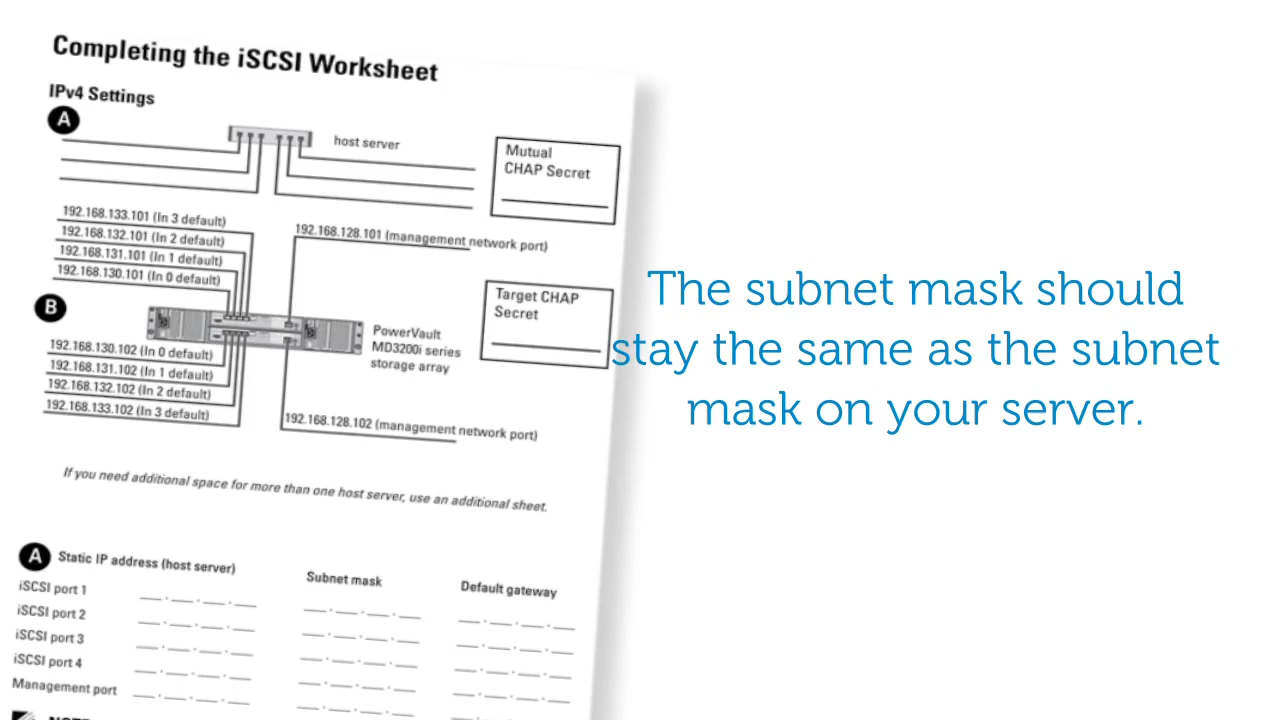 Completing the iSCSI Worksheet
IPv4 Settings
A
host server
Mutual
CHAP Secret
192.168.133.101 (In 3 default)
192.168.132.101 (In 2 default)
192.168.131.101 (In 1 default)
192.168.130.101 (In 0 default)
192.168.128.101 (management network port)
B
Target CHAP
Secret
PowerVault
MD3200i series
storage array
192.168.130.102 (In 0 default)
192.168.131.102 (In 1 default)
192.168.132.102 (In 2 default)
192.168.133.102 (In 3 default)
192.168.128.102 (management network port)
If you need additional space for more than one host server, use an additional sheet.
A
Static IP address (host server)
Subnet mask
Default gateway
iSCSI port 1
iSCSI port 2
iSCSI port 3
iSCSI port 4
Management port
The subnet mask should
stay the same as the subnet
mask on your server.